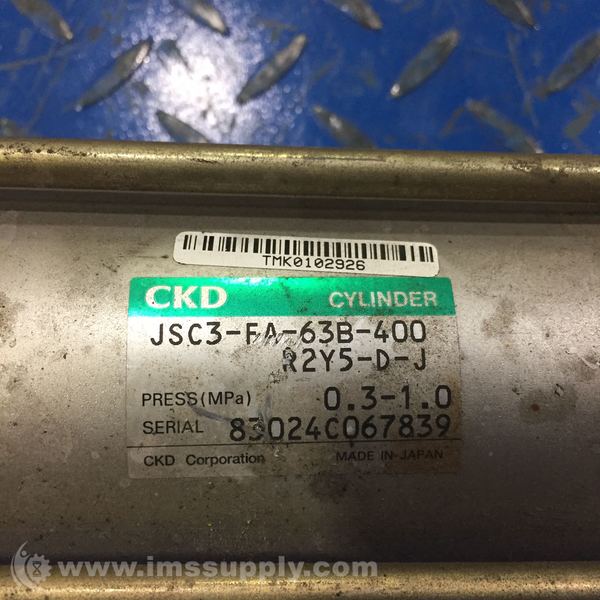 TMK0102926
CKD CYLINDER
JSC3-FA-63B-400
R2Y5-D-J
PRESS(MPa) 0.3-1.0
SERIAL 83024C067839
CKD Corporation MADE IN-JAPAN
www.imssupply.com